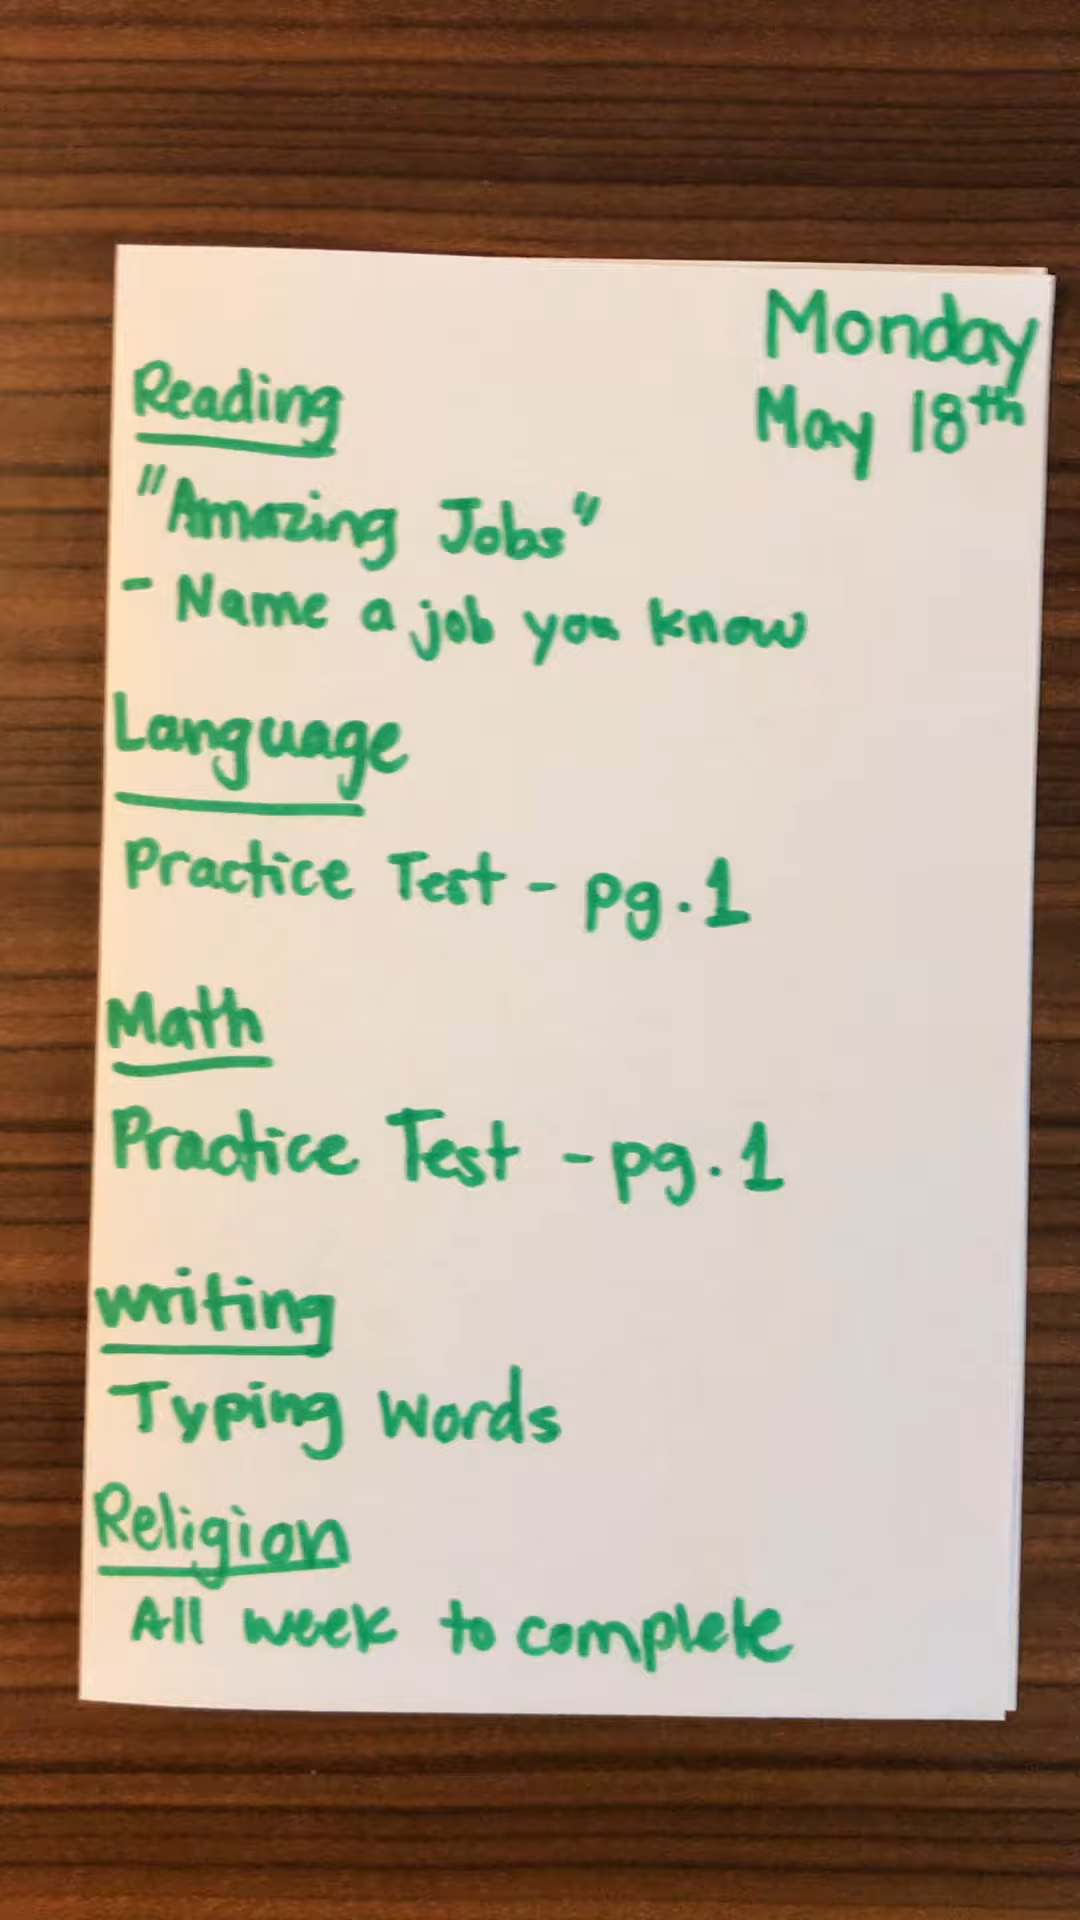 Monday
May 18th
Reading
"Amazing Jobs"
- Name a job you know
Language
Practice Test - pg. 1
Math
Practice Test - pg. 1
writing
Typing Words
Religion
All week to complete